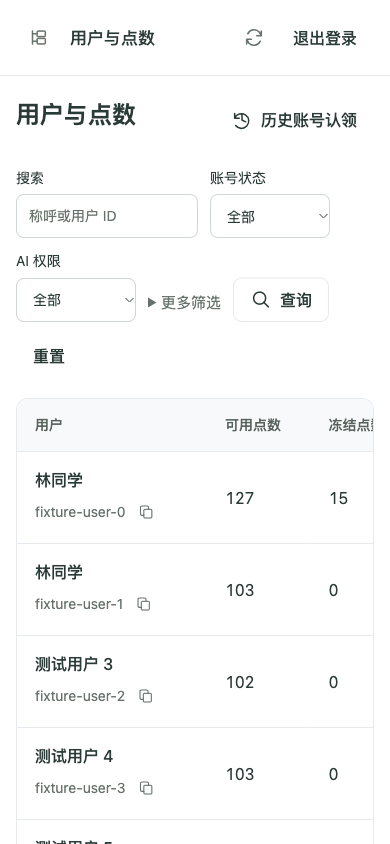 用户与点数 退出登录
用户与点数 历史账号认领
搜索 账号状态
称呼或用户 ID 全部
AI 权限
全部 ▶ 更多筛选 查询
重置
用户 可用点数 冻结点
林同学
fixture-user-0 127 15
林同学
fixture-user-1 103 0
测试用户 3
fixture-user-2 102 0
测试用户 4
fixture-user-3 103 0